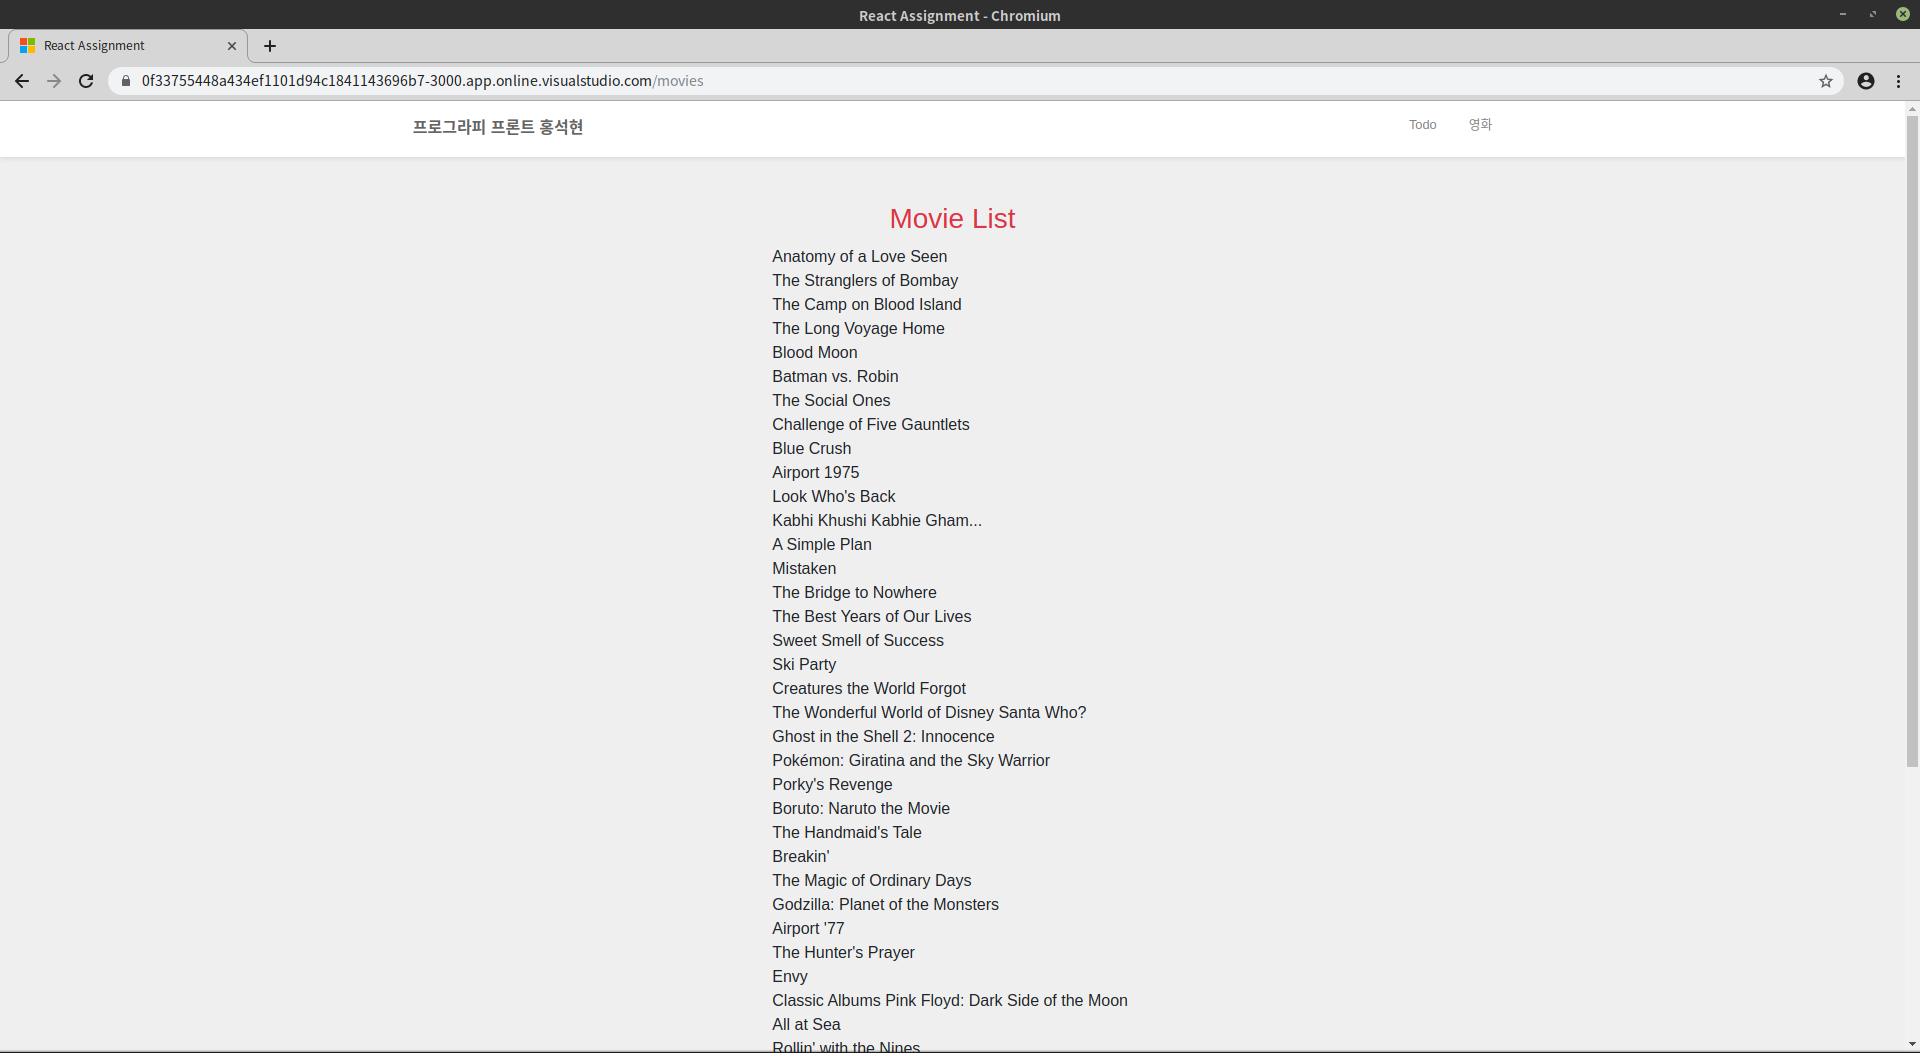 React Assignment - Chromium
React Assignment
0f33755448a434ef1101d94c1841143696b7-3000.app.online.visualstudio.com/movies
프로그라피 프론트 홍석현
Todo
영화
Movie List
Anatomy of a Love Seen
The Stranglers of Bombay
The Camp on Blood Island
The Long Voyage Home
Blood Moon
Batman vs. Robin
The Social Ones
Challenge of Five Gauntlets
Blue Crush
Airport 1975
Look Who's Back
Kabhi Khushi Kabhie Gham...
A Simple Plan
Mistaken
The Bridge to Nowhere
The Best Years of Our Lives
Sweet Smell of Success
Ski Party
Creatures the World Forgot
The Wonderful World of Disney Santa Who?
Ghost in the Shell 2: Innocence
Pokémon: Giratina and the Sky Warrior
Porky's Revenge
Boruto: Naruto the Movie
The Handmaid's Tale
Breakin'
The Magic of Ordinary Days
Godzilla: Planet of the Monsters
Airport '77
The Hunter's Prayer
Envy
Classic Albums Pink Floyd: Dark Side of the Moon
All at Sea
Rollin' with the Nines